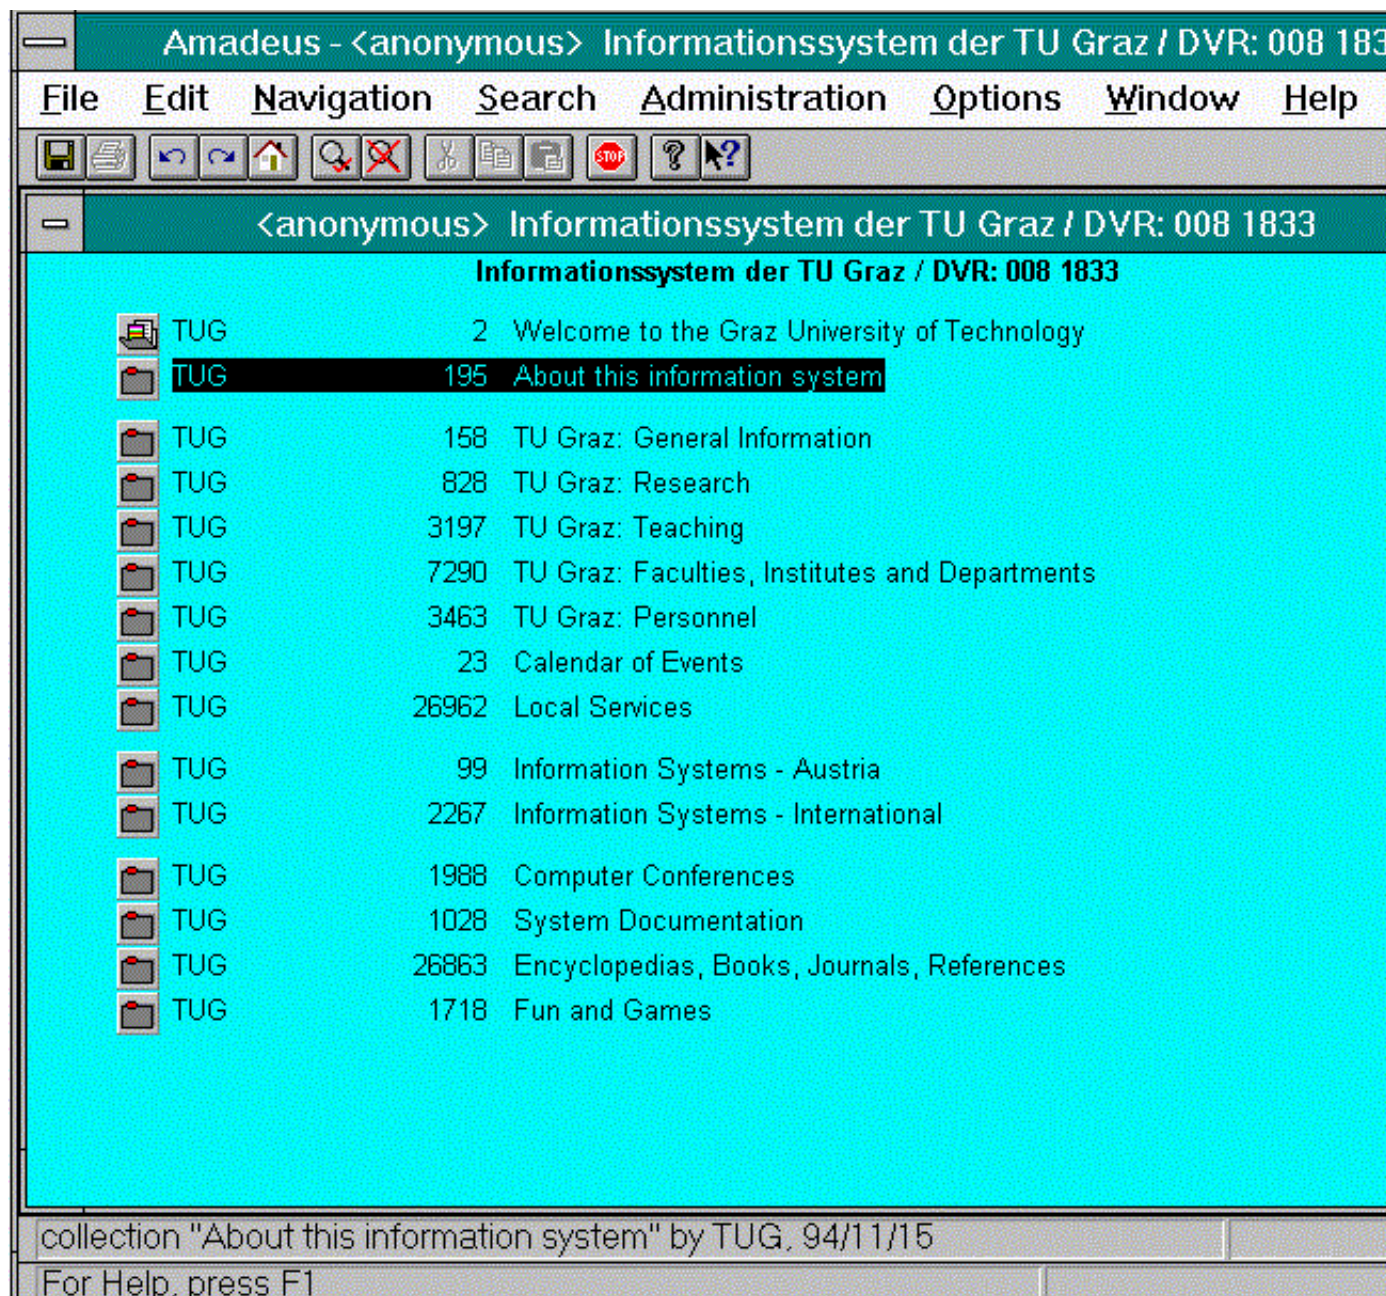 Amadeus - <anonymous> Informationssystem der TU Graz / DVR: 008 183
File Edit Navigation Search Administration Options Window Help
STOP ? ?
<anonymous> Informationssystem der TU Graz / DVR: 008 1833
Informationssystem der TU Graz / DVR: 008 1833
TUG 2 Welcome to the Graz University of Technology
TUG 195 About this information system
TUG 158 TU Graz: General Information
TUG 828 TU Graz: Research
TUG 3197 TU Graz: Teaching
TUG 7290 TU Graz: Faculties, Institutes and Departments
TUG 3463 TU Graz: Personnel
TUG 23 Calendar of Events
TUG 26962 Local Services
TUG 99 Information Systems - Austria
TUG 2267 Information Systems - International
TUG 1988 Computer Conferences
TUG 1028 System Documentation
TUG 26863 Encyclopedias, Books, Journals, References
TUG 1718 Fun and Games
collection "About this information system" by TUG, 94/11/15
For Help, press F1